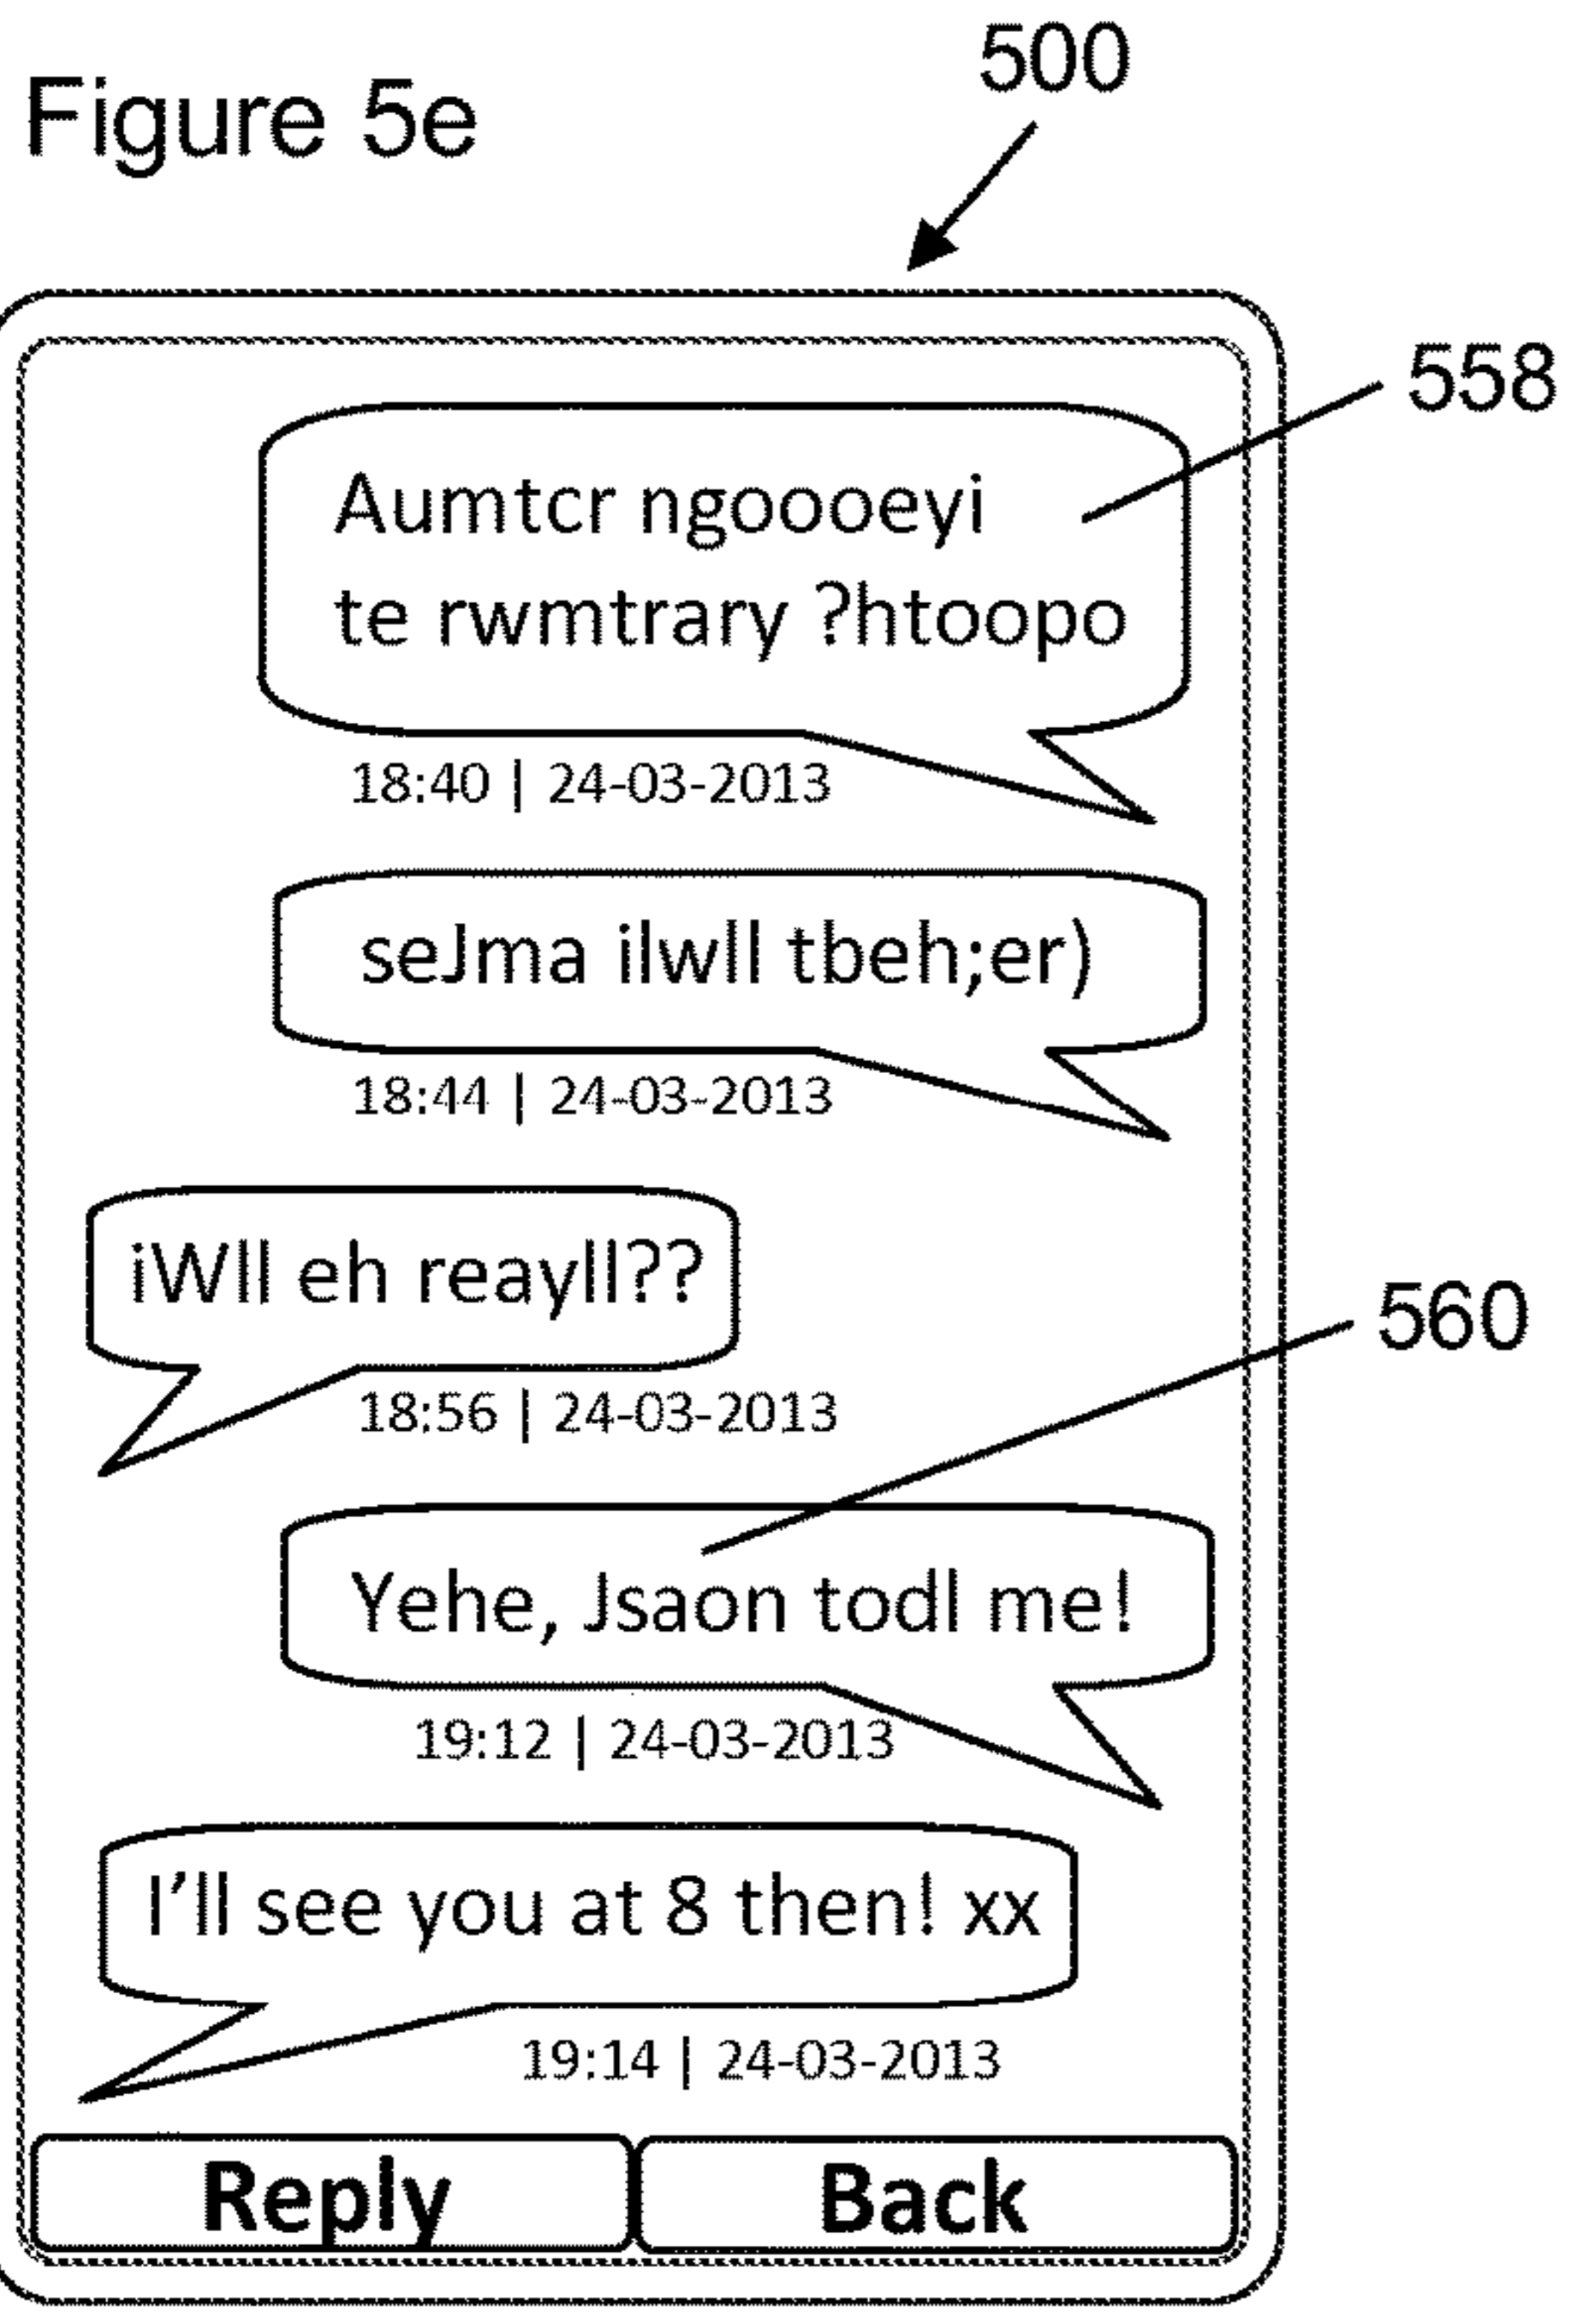 Figure 5e
500
558
Aumtcr ngoooeyi
te rwmtrary ?htoopo
18:40 | 24-03-2013
seJma ilwll tbeh;er)
18:44 | 24-03-2013
iWll eh reayll??
18:56 | 24-03-2013
560
Yehe, Jsaon todl me!
19:12 | 24-03-2013
I'll see you at 8 then! xx
19:14 | 24-03-2013
Reply Back